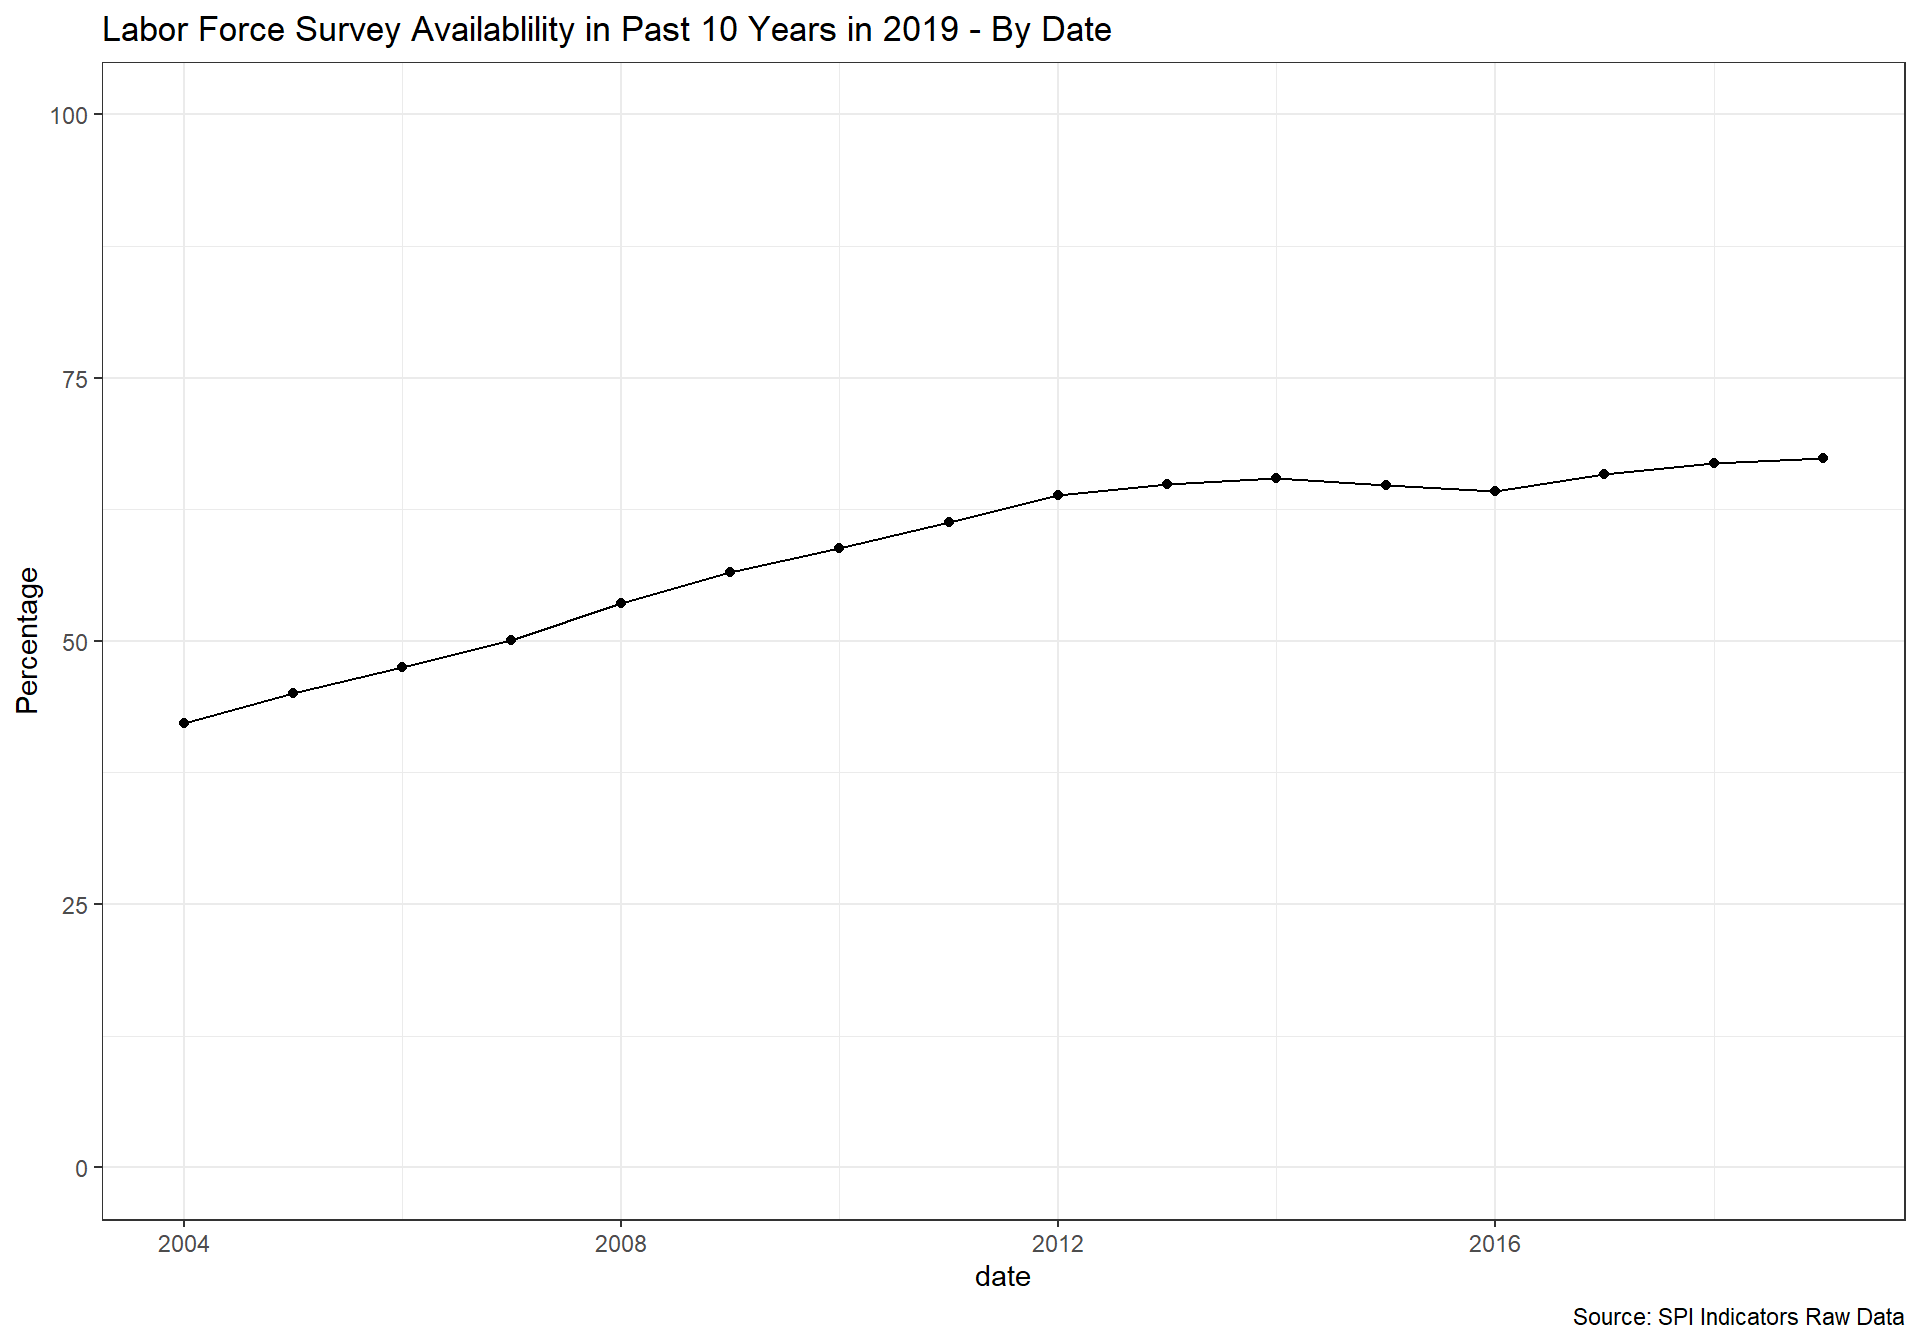 Labor Force Survey Availablility in Past 10 Years in 2019 - By Date
100
75
50
25
0
Percentage
2004 2008 2012 2016
date
Source: SPI Indicators Raw Data